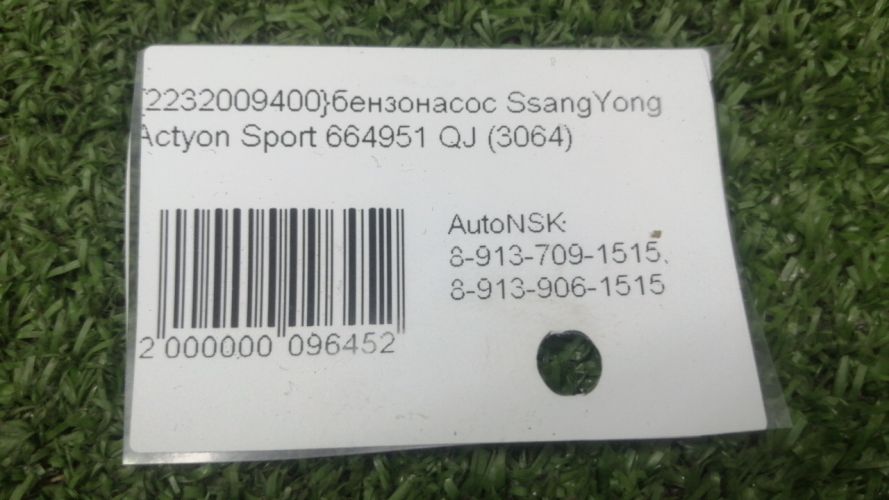 {2232009400}бензонасос SsangYong
Actyon Sport 664951 QJ (3064)
AutoNSK:
8-913-709-1515,
8-913-906-1515
2 000000 096452